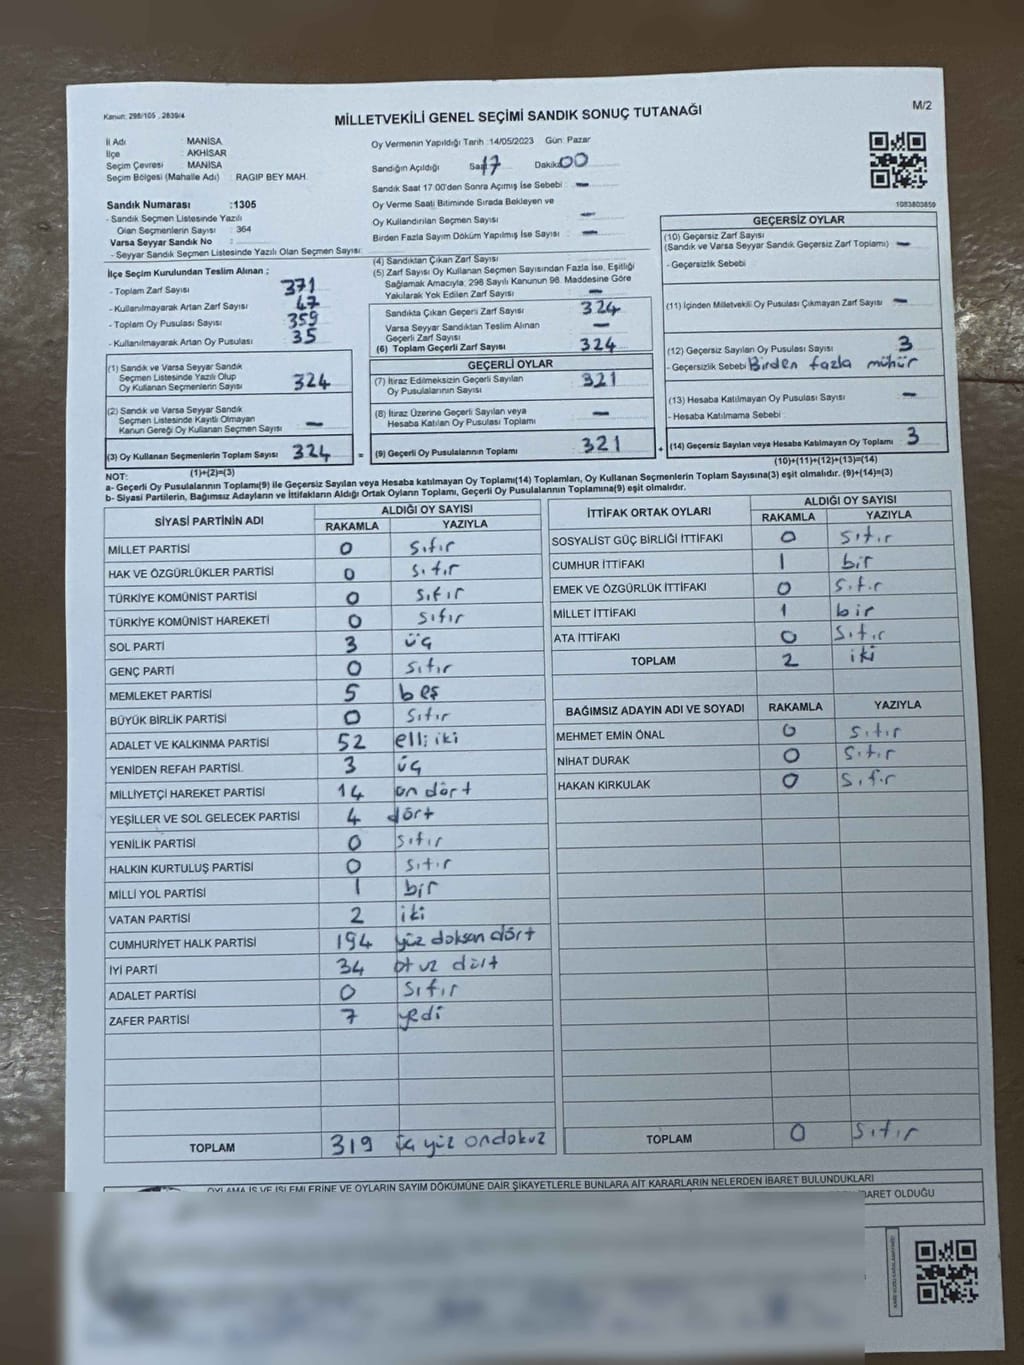 Kanun: 298/105 , 2839/4
MİLLETVEKİLİ GENEL SEÇİMİ SANDIK SONUÇ TUTANAĞI
M/2
İl Adı MANİSA
İlçe AKHİSAR
Seçim Çevresi MANİSA
Seçim Bölgesi (Mahalle Adı) : RAGIP BEY MAH.
Sandık Numarası :1305
- Sandık Seçmen Listesinde Yazılı
Olan Seçmenlerin Sayısı : 364
Varsa Seyyar Sandık No :
- Seyyar Sandık Seçmen Listesinde Yazılı Olan Seçmen Sayısı:
Oy Vermenin Yapıldığı Tarih :14/05/2023 Gün: Pazar
Sandığın Açıldığı Saat 17 Dakika 00
Sandık Saat 17.00'den Sonra Açımış İse Sebebi : -
Oy Verme Saati Bitiminde Sırada Bekleyen ve
Oy Kullandırılan Seçmen Sayısı -
Birden Fazla Sayım Döküm Yapılmış İse Sayısı : -
1083803859
İlçe Seçim Kurulundan Teslim Alınan ;
- Toplam Zarf Sayısı 371
- Kullanılmayarak Artan Zarf Sayısı 47
- Toplam Oy Pusulası Sayısı 359
- Kullanılmayarak Artan Oy Pusulası 35
(1) Sandık ve Varsa Seyyar Sandık
Seçmen Listesinde Yazılı Olup
Oy Kullanan Seçmenlerin Sayısı 324
(2) Sandık ve Varsa Seyyar Sandık
Seçmen Listesinde Kayıtlı Olmayan
Kanun Gereği Oy Kullanan Seçmen Sayısı -
(3) Oy Kullanan Seçmenlerin Toplam Sayısı 324 =
(1)+(2)=(3)
(4) Sandıktan Çıkan Zarf Sayısı
(5) Zarf Sayısı Oy Kullanan Seçmen Sayısından Fazla İse, Eşitliği
Sağlamak Amacıyla, 298 Sayılı Kanunun 98. Maddesine Göre
Yakılarak Yok Edilen Zarf Sayısı -
Sandıkta Çıkan Geçerli Zarf Sayısı 324
Varsa Seyyar Sandıktan Teslim Alınan
Geçerli Zarf Sayısı -
(6) Toplam Geçerli Zarf Sayısı 324
GEÇERLİ OYLAR
(7) İtiraz Edilmeksizin Geçerli Sayılan
Oy Pusulalarının Sayısı 321
(8) İtiraz Üzerine Geçerli Sayılan veya
Hesaba Katılan Oy Pusulası Toplamı -
(9) Geçerli Oy Pusulalarının Toplamı 321 +
GEÇERSİZ OYLAR
(10) Geçersiz Zarf Sayısı
(Sandık ve Varsa Seyyar Sandık Geçersiz Zarf Toplamı) -
- Geçersizlik Sebebi
(11) İçinden Milletvekili Oy Pusulası Çıkmayan Zarf Sayısı -
(12) Geçersiz Sayılan Oy Pusulası Sayısı 3
- Geçersizlik Sebebi Birden fazla mühür
(13) Hesaba Katılmayan Oy Pusulası Sayısı -
- Hesaba Katılmama Sebebi :
(14) Geçersiz Sayılan veya Hesaba Katılmayan Oy Toplamı 3
(10)+(11)+(12)+(13)=(14)
NOT:
a- Geçerli Oy Pusulalarının Toplamı(9) ile Geçersiz Sayılan veya Hesaba katılmayan Oy Toplamı(14) Toplamları, Oy Kullanan Seçmenlerin Toplam Sayısına(3) eşit olmalıdır. (9)+(14)=(3)
b- Siyasi Partilerin, Bağımsız Adayların ve İttifakların Aldığı Ortak Oyların Toplamı, Geçerli Oy Pusulalarının Toplamına(9) eşit olmalıdır.
SİYASİ PARTİNİN ADI ALDIĞI OY SAYISI
RAKAMLA YAZIYLA
MİLLET PARTİSİ 0 sıfır
HAK VE ÖZGÜRLÜKLER PARTİSİ 0 sıfır
TÜRKİYE KOMÜNİST PARTİSİ 0 sıfır
TÜRKİYE KOMÜNİST HAREKETİ 0 sıfır
SOL PARTİ 3 üç
GENÇ PARTİ 0 sıfır
MEMLEKET PARTİSİ 5 beş
BÜYÜK BİRLİK PARTİSİ 0 sıfır
ADALET VE KALKINMA PARTİSİ 52 elli iki
YENİDEN REFAH PARTİSİ 3 üç
MİLLİYETÇİ HAREKET PARTİSİ 14 on dört
YEŞİLLER VE SOL GELECEK PARTİSİ 4 dört
YENİLİK PARTİSİ 0 sıfır
HALKIN KURTULUŞ PARTİSİ 0 sıfır
MİLLİ YOL PARTİSİ 1 bir
VATAN PARTİSİ 2 iki
CUMHURİYET HALK PARTİSİ 194 yüz doksan dört
İYİ PARTİ 34 otuz dört
ADALET PARTİSİ 0 sıfır
ZAFER PARTİSİ 7 yedi
TOPLAM 319 üç yüz ondokuz
İTTİFAK ORTAK OYLARI ALDIĞI OY SAYISI
RAKAMLA YAZIYLA
SOSYALİST GÜÇ BİRLİĞİ İTTİFAKI 0 sıfır
CUMHUR İTTİFAKI 1 bir
EMEK VE ÖZGÜRLÜK İTTİFAKI 0 sıfır
MİLLET İTTİFAKI 1 bir
ATA İTTİFAKI 0 sıfır
TOPLAM 2 iki
BAĞIMSIZ ADAYIN ADI VE SOYADI RAKAMLA YAZIYLA
MEHMET EMİN ÖNAL 0 sıfır
NİHAT DURAK 0 sıfır
HAKAN KIRKULAK 0 sıfır
TOPLAM 0 sıfır
OYLAMA İŞ VE İŞLEMLERİNE VE OYLARIN SAYIM DÖKÜMÜNE DAİR ŞİKAYETLERLE BUNLARA AİT KARARLARIN NELERDEN İBARET BULUNDUKLARI
İBARET OLDUĞU